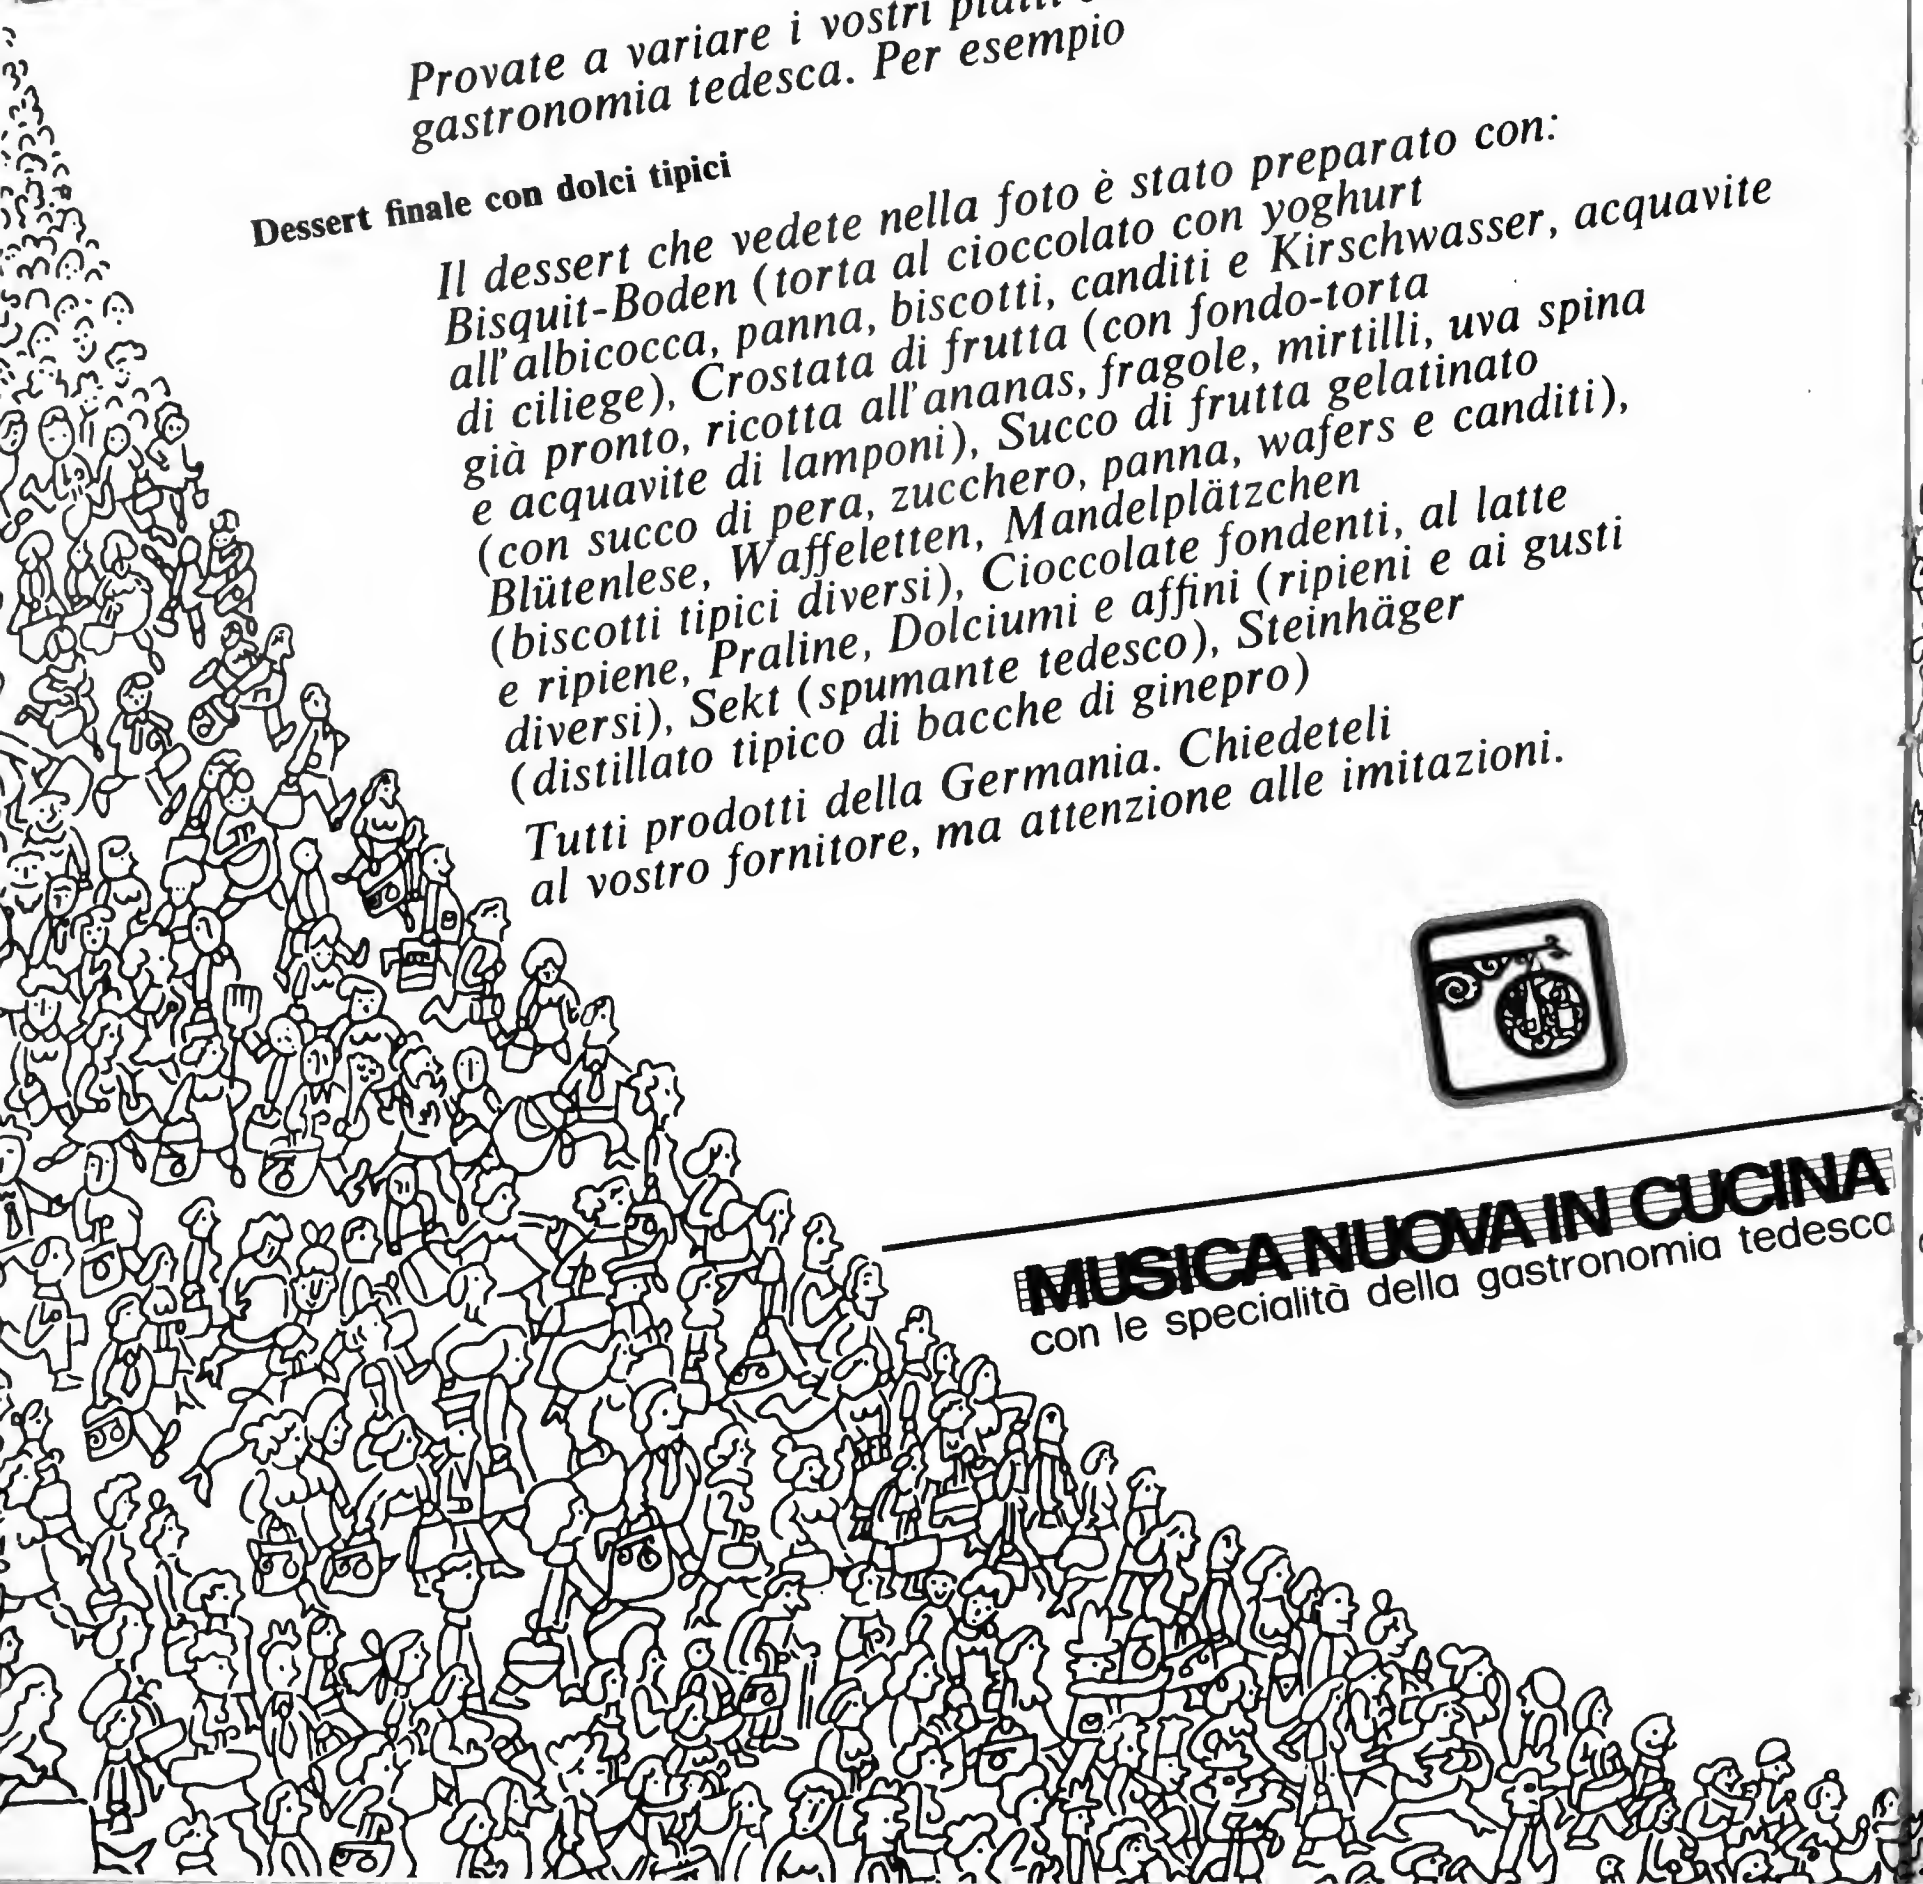 Provate a variare i vostri piatti
gastronomia tedesca. Per esempio
Dessert finale con dolci tipici
Il dessert che vedete nella foto è stato preparato con:
Bisquit-Boden (torta al cioccolato con yoghurt
all'albicocca, panna, biscotti, canditi e Kirschwasser, acquavite
di ciliege), Crostata di frutta (con fondo-torta
già pronto, ricotta all'ananas, fragole, mirtilli, uva spina
e acquavite di lamponi), Succo di frutta gelatinato
(con succo di pera, zucchero, panna, wafers e canditi),
Blütenlese, Waffeletten, Mandelplätzchen
(biscotti tipici diversi), Cioccolate fondenti, al latte
e ripiene, Praline, Dolciumi e affini (ripieni e ai gusti
diversi), Sekt (spumante tedesco), Steinhäger
(distillato tipico di bacche di ginepro)
Tutti prodotti della Germania. Chiedeteli
al vostro fornitore, ma attenzione alle imitazioni.
MUSICA NUOVA IN CUCINA
con le specialità della gastronomia tedesca